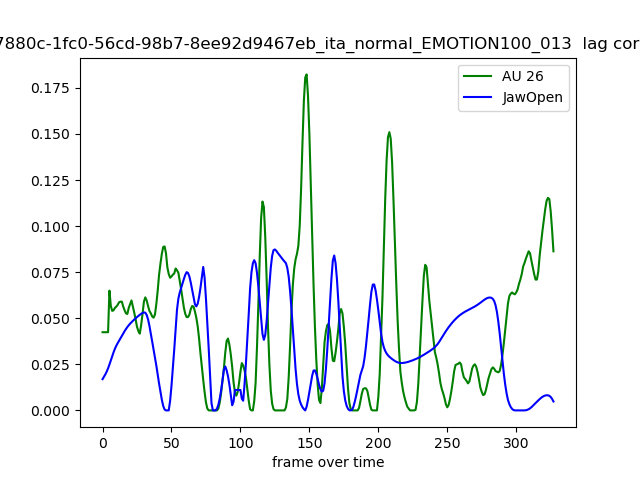 7880c-1fc0-56cd-98b7-8ee92d9467eb_ita_normal_EMOTION100_013 lag cor
AU 26
JawOpen
0.175
0.150
0.125
0.100
0.075
0.050
0.025
0.000
0 50 100 150 200 250 300
frame over time